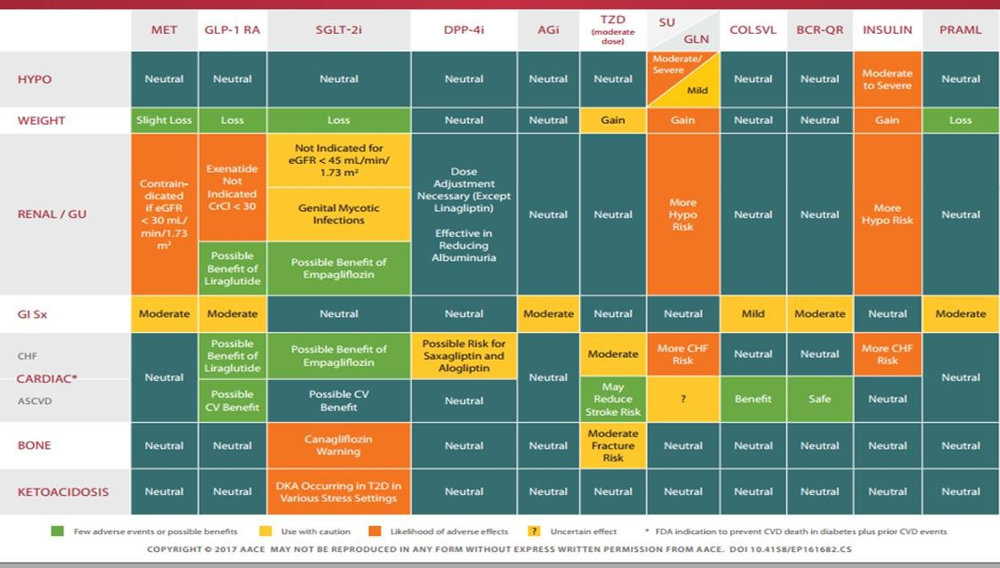 MET GLP-1 RA SGLT-2i DPP-4i AGi TZD (moderate dose) SU GLN COLSVL BCR-QR INSULIN PRAML
HYPO Neutral Neutral Neutral Neutral Neutral Neutral Moderate/ Severe Mild Neutral Neutral Moderate to Severe Neutral
WEIGHT Slight Loss Loss Loss Neutral Neutral Gain Gain Neutral Neutral Gain Loss
RENAL / GU
Contrain-
dicated
if eGFR
< 30 mL/
min/1.73
m²
Exenatide
Not
Indicated
CrCl < 30
Possible
Benefit of
Liraglutide
Not Indicated for
eGFR < 45 mL/min/
1.73 m²
Genital Mycotic
Infections
Possible Benefit of
Empagliflozin
Dose
Adjustment
Necessary (Except
Linagliptin)
Effective in
Reducing
Albuminuria
Neutral
Neutral
More
Hypo
Risk
Neutral
Neutral
More
Hypo Risk
Neutral
GI Sx Moderate Moderate Neutral Neutral Moderate Neutral Neutral Mild Moderate Neutral Moderate
CHF
CARDIAC*
ASCVD
Neutral
Possible
Benefit of
Liraglutide
Possible
CV Benefit
Possible Benefit of
Empagliflozin
Possible CV
Benefit
Possible Risk for
Saxagliptin and
Alogliptin
Neutral
Neutral
Moderate
May
Reduce
Stroke Risk
More CHF
Risk
?
Neutral
Benefit
Neutral
Safe
More CHF
Risk
Neutral
Neutral
BONE Neutral Neutral Canagliflozin Warning Neutral Neutral Moderate Fracture Risk Neutral Neutral Neutral Neutral Neutral
KETOACIDOSIS Neutral Neutral DKA Occurring in T2D in Various Stress Settings Neutral Neutral Neutral Neutral Neutral Neutral Neutral Neutral
Few adverse events or possible benefits Use with caution Likelihood of adverse effects ? Uncertain effect * FDA indication to prevent CVD death in diabetes plus prior CVD events
COPYRIGHT © 2017 AACE MAY NOT BE REPRODUCED IN ANY FORM WITHOUT EXPRESS WRITTEN PERMISSION FROM AACE. DOI 10.4158/EP161682.CS